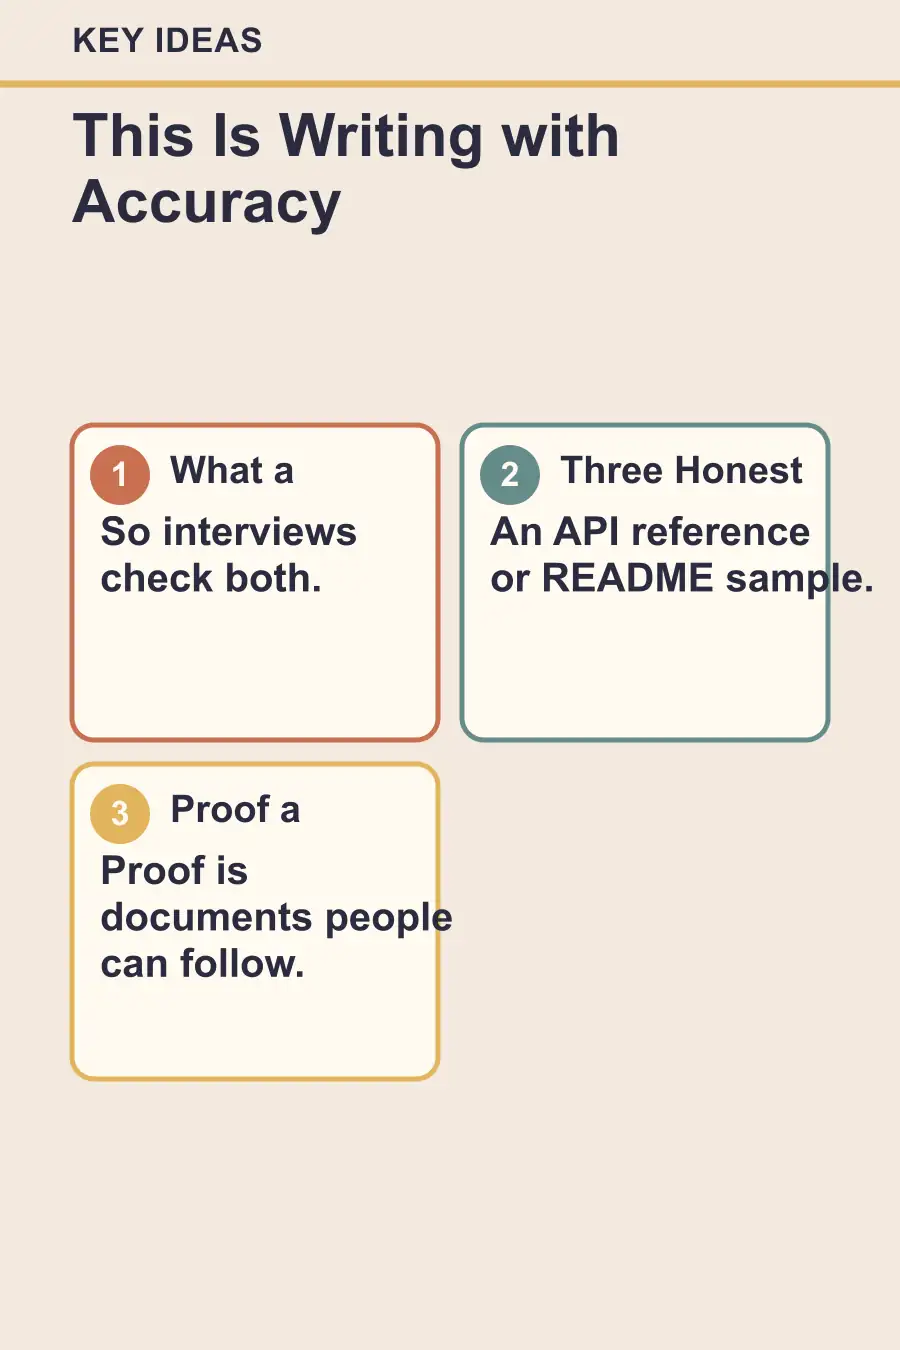 KEY IDEAS
This Is Writing with
Accuracy
1 What a
So interviews
check both.
2 Three Honest
An API reference
or README sample.
3 Proof a
Proof is
documents people
can follow.